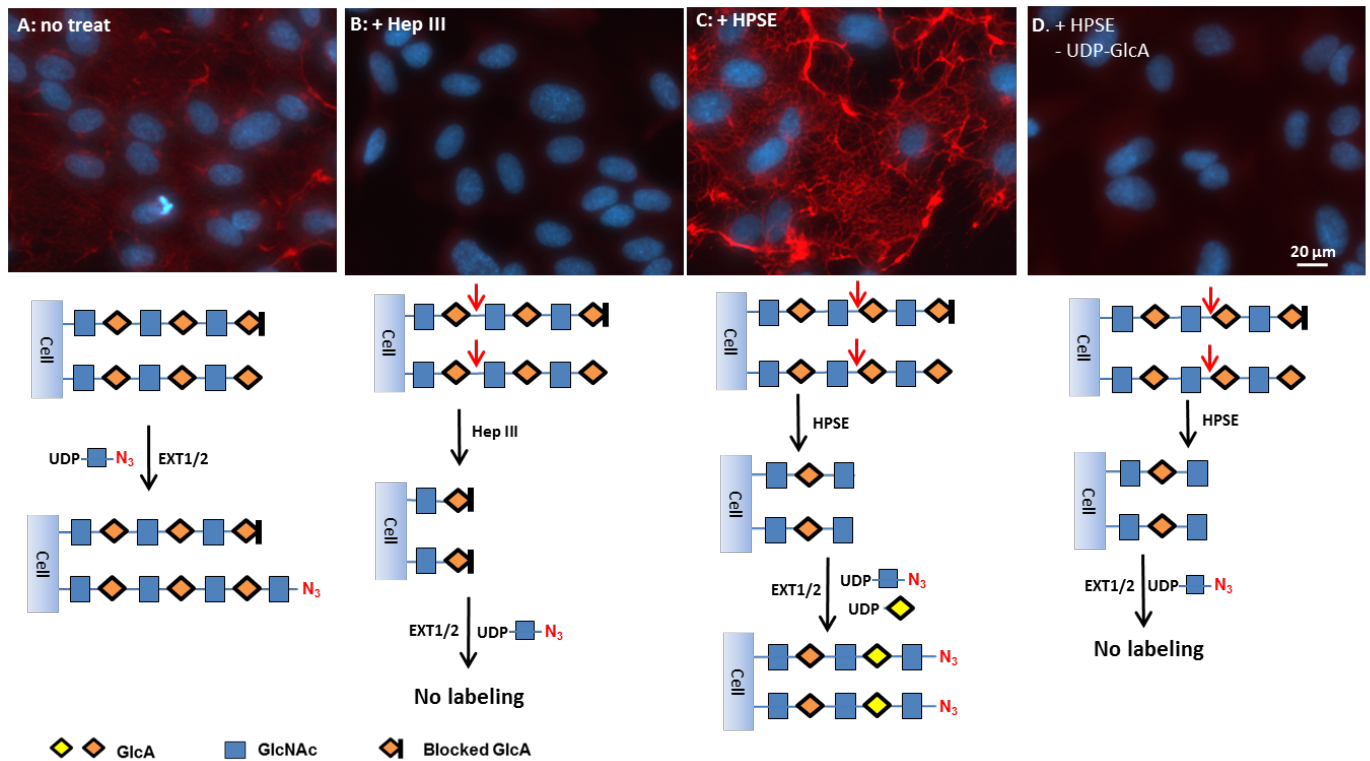 A: no treat
B: + Hep III
C: + HPSE
D. + HPSE
- UDP-GlcA
20 µm
Cell
UDP
N3
EXT1/2
Cell
N3
Cell
Hep III
Cell
EXT1/2
UDP
N3
No labeling
Cell
HPSE
Cell
EXT1/2
UDP
N3
UDP
Cell
N3
N3
Cell
HPSE
Cell
EXT1/2
UDP
N3
No labeling
GlcA
GlcNAc
Blocked GlcA